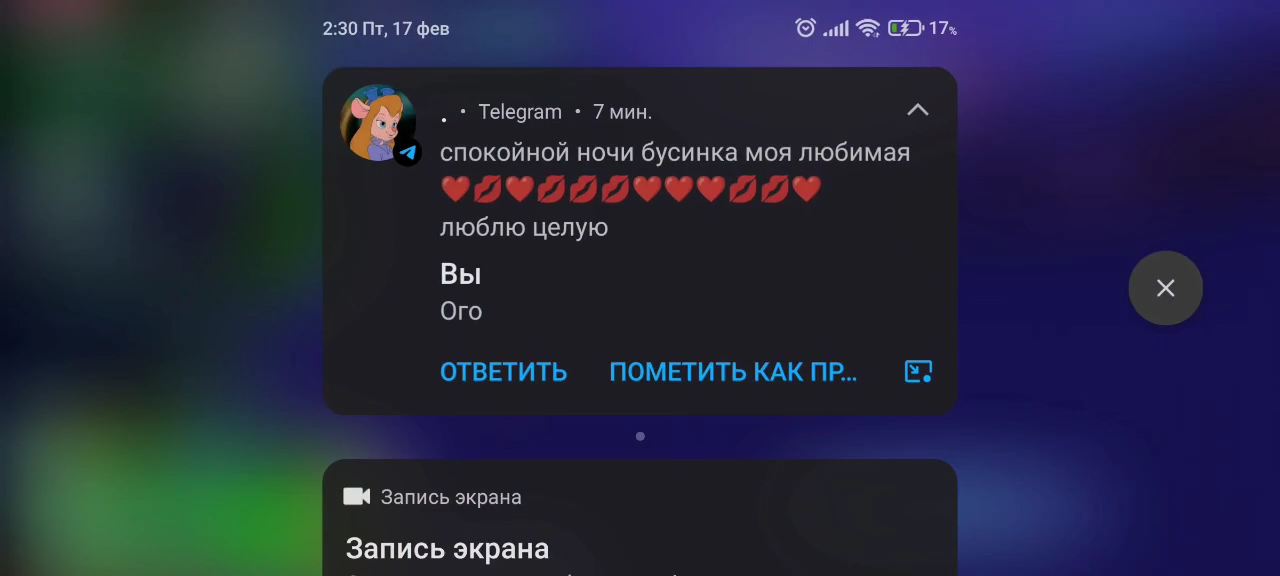 2:30 Пт, 17 фев 17%
. • Telegram • 7 мин.
спокойной ночи бусинка моя любимая
❤️💋❤️💋💋💋❤️❤️❤️💋💋❤️
люблю целую
Вы
Ого
ОТВЕТИТЬ ПОМЕТИТЬ КАК ПР...
Запись экрана
Запись экрана